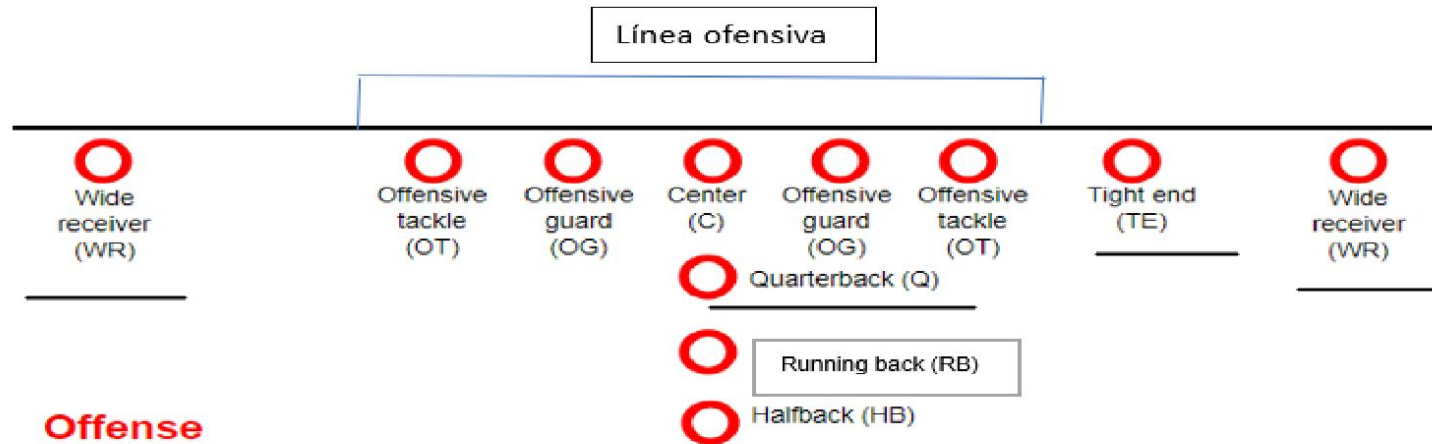 Línea ofensiva
Wide
receiver
(WR)
Offensive
tackle
(OT)
Offensive
guard
(OG)
Center
(C)
Offensive
guard
(OG)
Offensive
tackle
(OT)
Tight end
(TE)
Wide
receiver
(WR)
Quarterback (Q)
Running back (RB)
Halfback (HB)
Offense